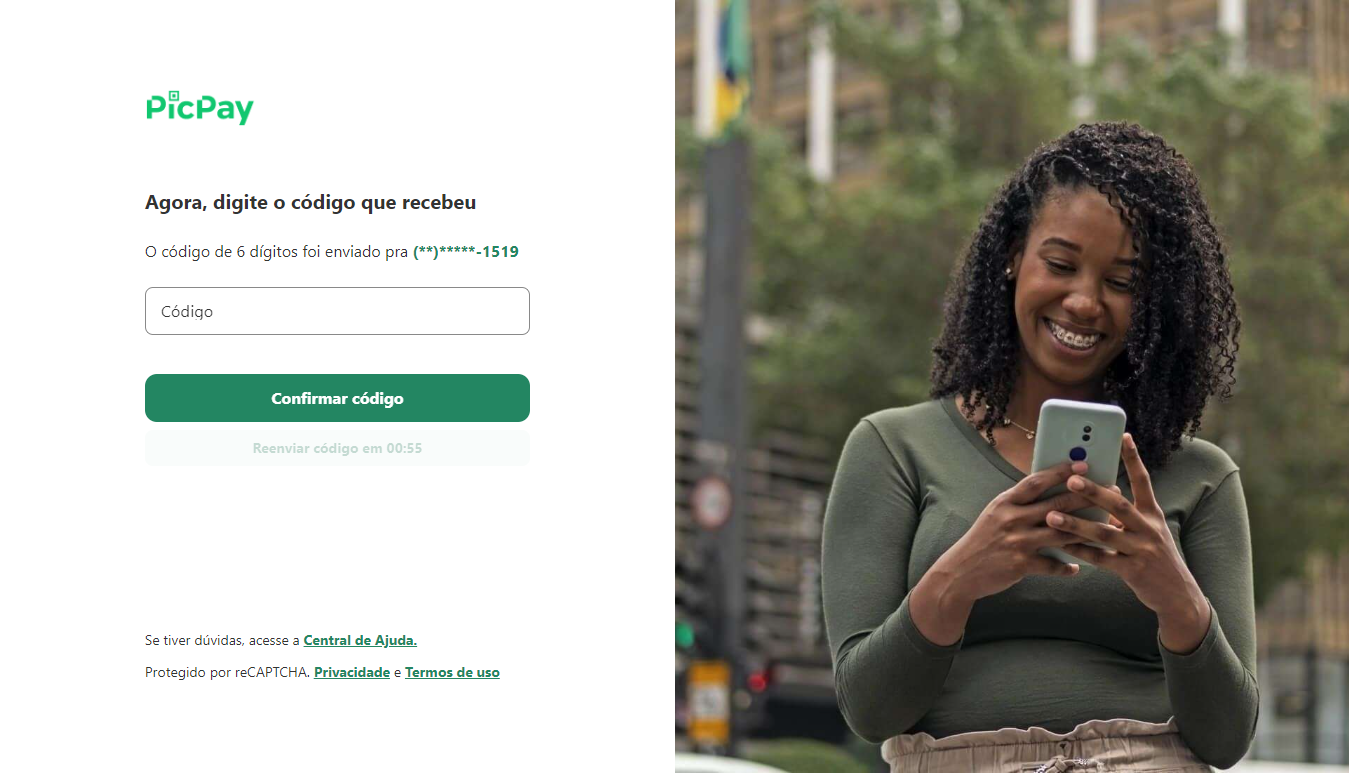 PicPay
Agora, digite o código que recebeu
O código de 6 dígitos foi enviado pra (**)*****-1519
Código
Confirmar código
Reenviar código em 00:55
Se tiver dúvidas, acesse a Central de Ajuda.
Protegido por reCAPTCHA. Privacidade e Termos de uso